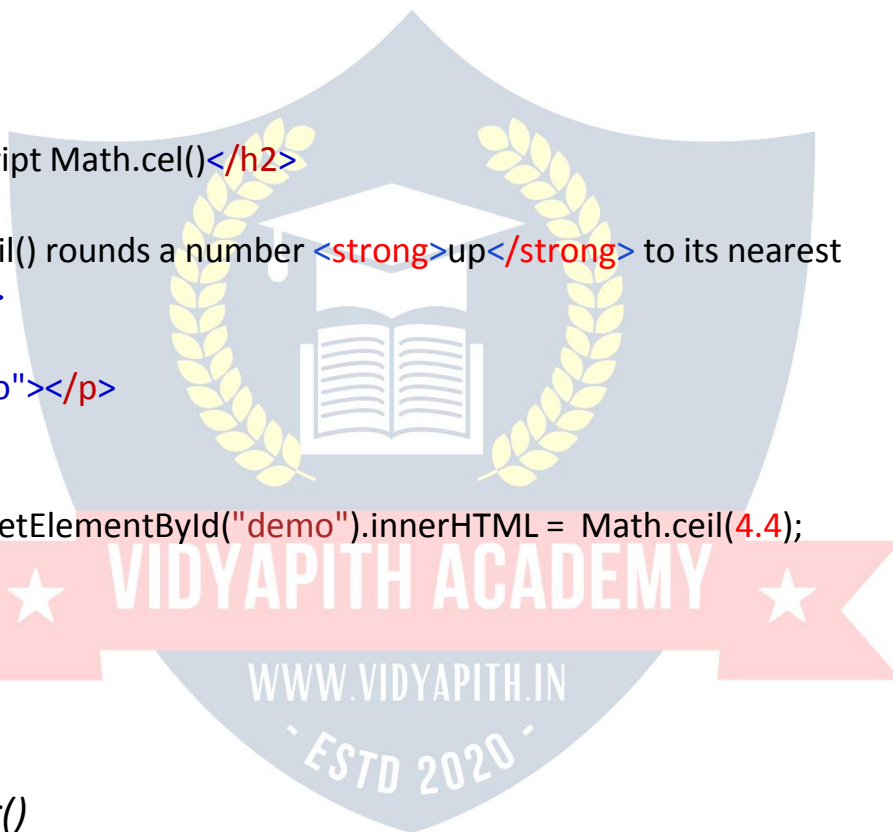 ipt Math.cel()</h2>
il() rounds a number <strong>up</strong> to its nearest
>
o"></p>
etElementById("demo").innerHTML = Math.ceil(4.4);
VIDYAPITH ACADEMY
WWW.VIDYAPITH.IN
- ESTD 2020 -
r()